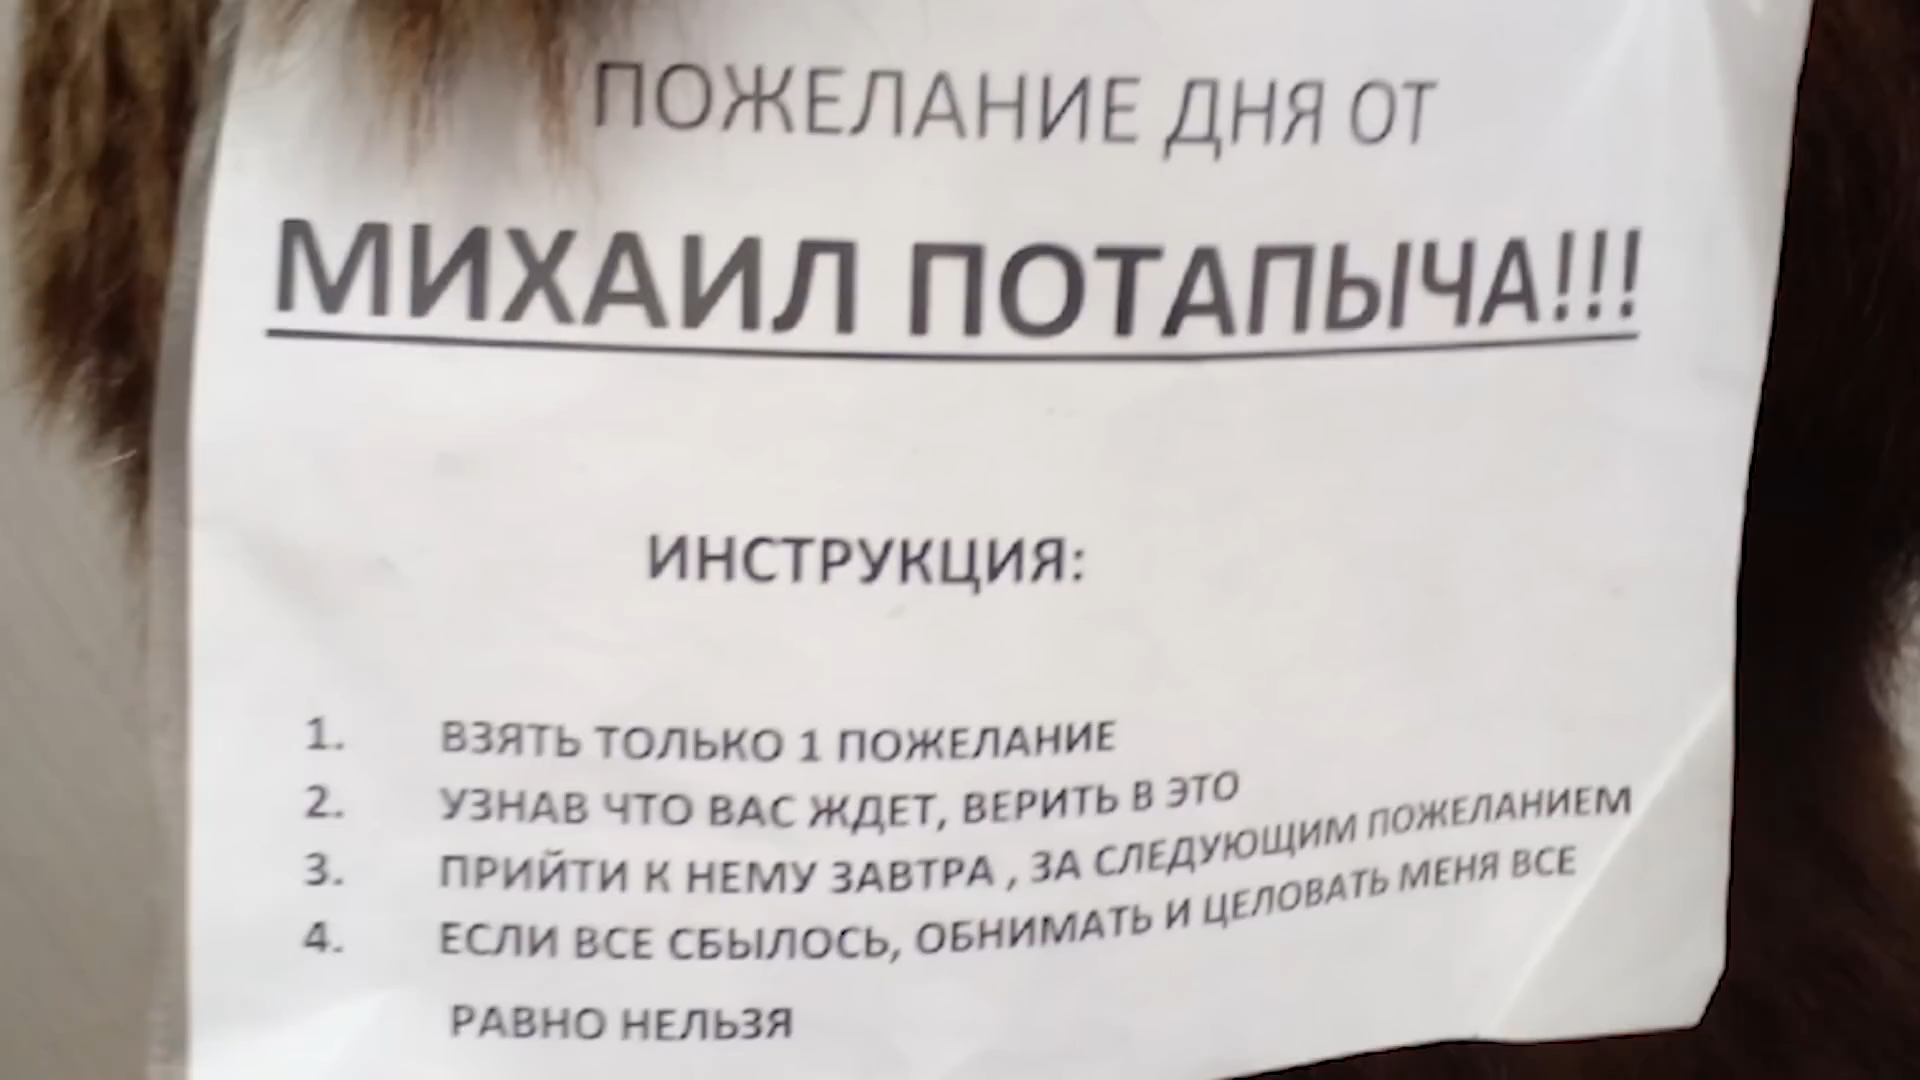 ПОЖЕЛАНИЕ ДНЯ ОТ
МИХАИЛ ПОТАПЫЧА!!!
ИНСТРУКЦИЯ:
1. ВЗЯТЬ ТОЛЬКО 1 ПОЖЕЛАНИЕ
2. УЗНАВ ЧТО ВАС ЖДЕТ, ВЕРИТЬ В ЭТО
3. ПРИЙТИ К НЕМУ ЗАВТРА , ЗА СЛЕДУЮЩИМ ПОЖЕЛАНИЕМ
4. ЕСЛИ ВСЕ СБЫЛОСЬ, ОБНИМАТЬ И ЦЕЛОВАТЬ МЕНЯ ВСЕ
РАВНО НЕЛЬЗЯ